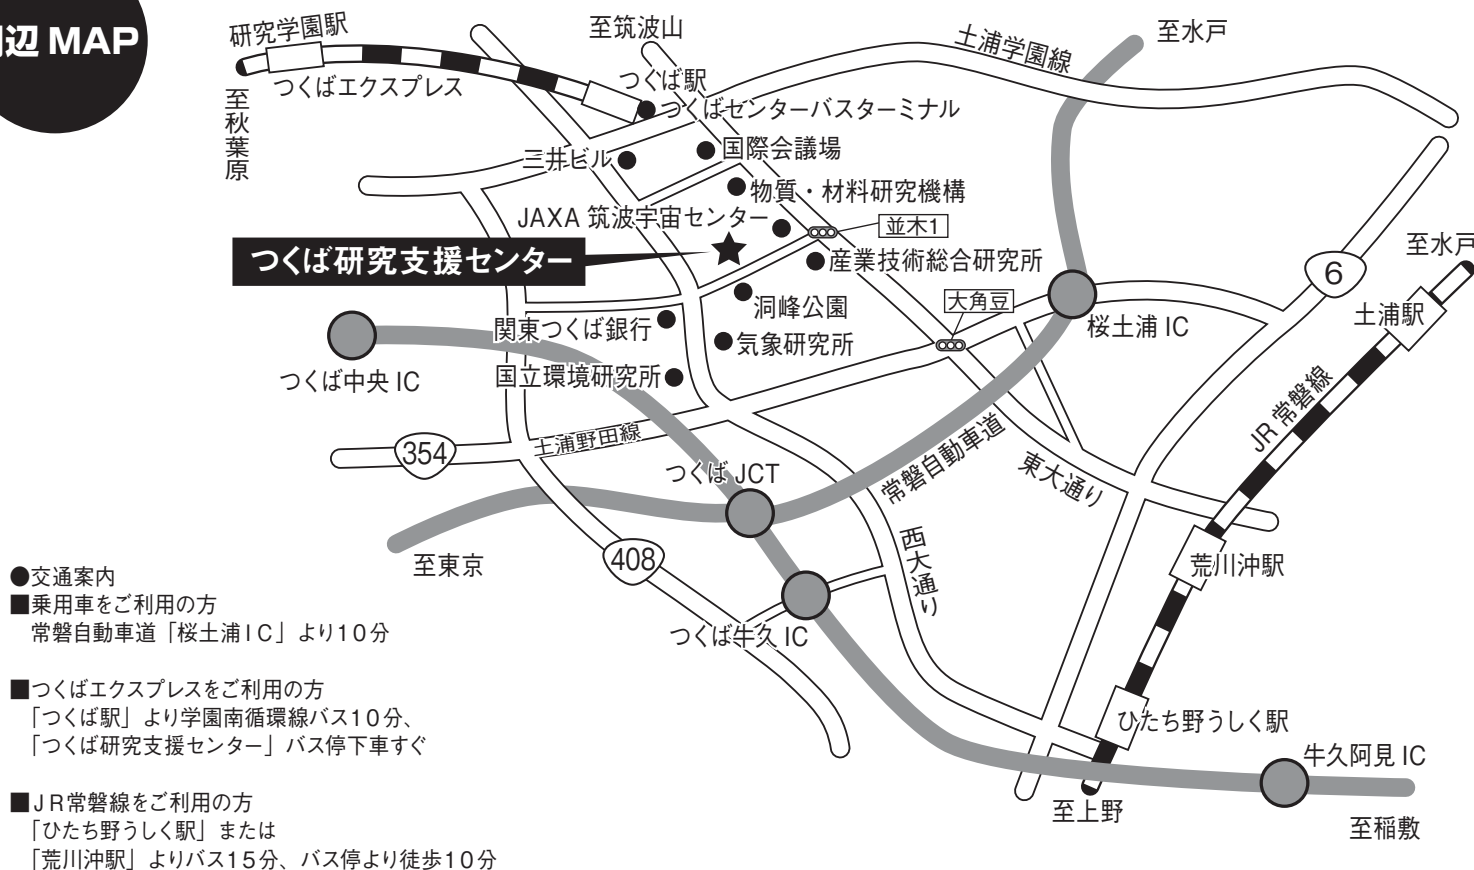 辺 MAP
研究学園駅
至筑波山
土浦学園線
至水戸
つくばエクスプレス
つくば駅
至秋葉原
つくばセンターバスターミナル
三井ビル
国際会議場
物質・材料研究機構
JAXA 筑波宇宙センター
並木1
つくば研究支援センター
産業技術総合研究所
6
至水戸
大角豆
洞峰公園
土浦駅
関東つくば銀行
気象研究所
桜土浦 IC
つくば中央 IC
国立環境研究所
JR 常磐線
354
土浦野田線
つくば JCT
常磐自動車道
東大通り
至東京
408
西大通り
荒川沖駅
つくば牛久 IC
ひたち野うしく駅
牛久阿見 IC
至上野
至稲敷
●交通案内
■乗用車をご利用の方
常磐自動車道「桜土浦IC」より10分
■つくばエクスプレスをご利用の方
「つくば駅」より学園南循環線バス10分、
「つくば研究支援センター」バス停下車すぐ
■JR常磐線をご利用の方
「ひたち野うしく駅」または
「荒川沖駅」よりバス15分、バス停より徒歩10分